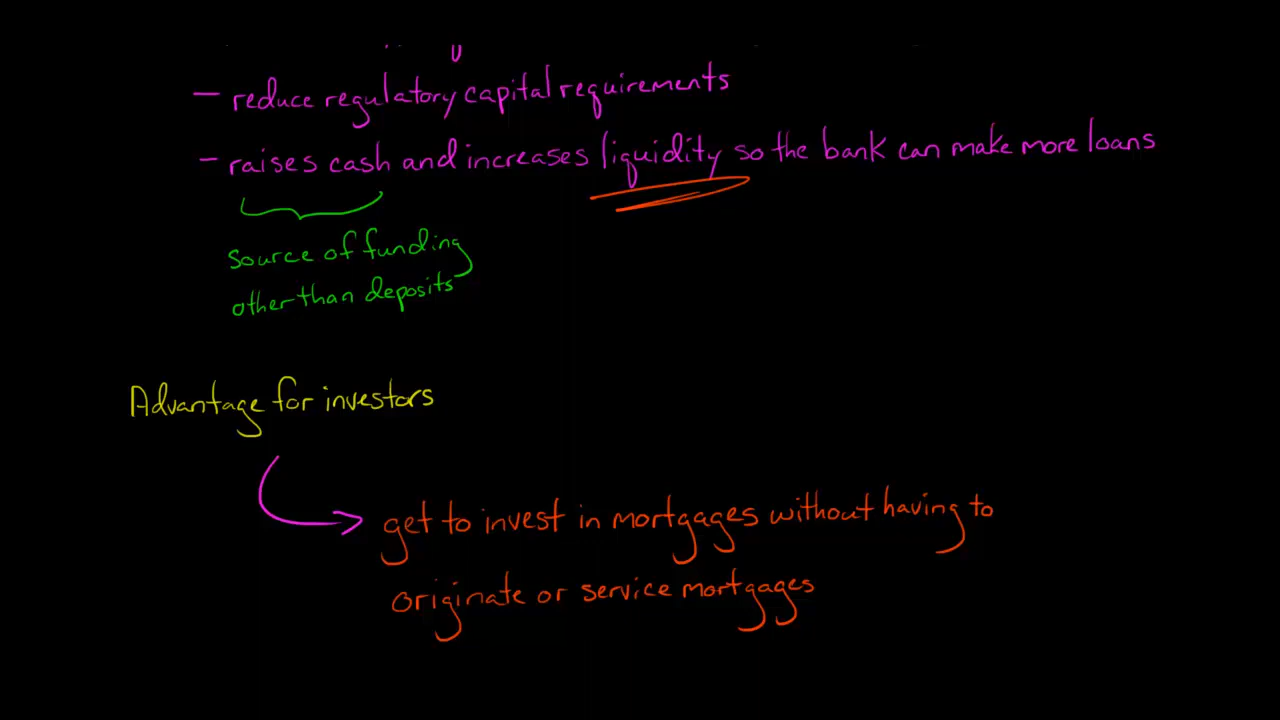 – reduce regulatory capital requirements
– raises cash and increases liquidity so the bank can make more loans
source of funding
other than deposits
Advantage for investors
get to invest in mortgages without having to
originate or service mortgages